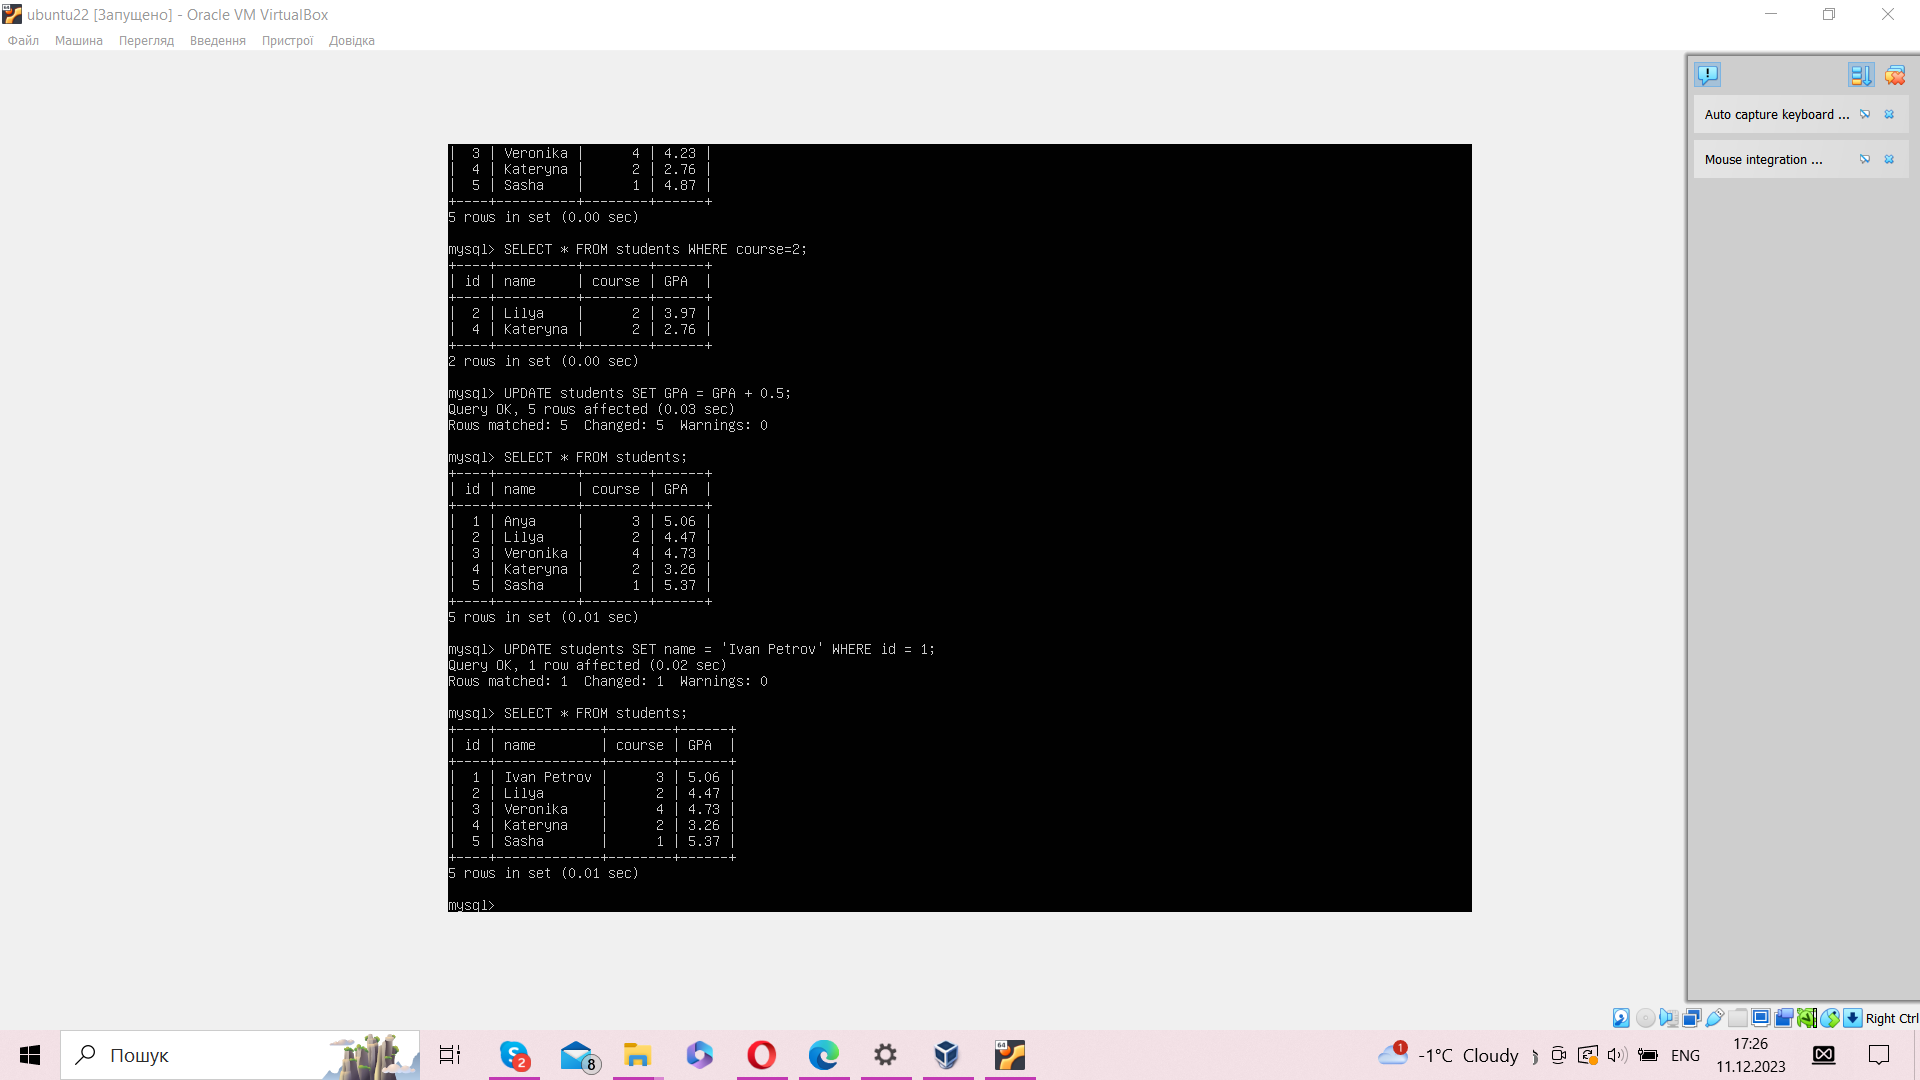 ubuntu22 [Запущено] - Oracle VM VirtualBox
Файл Машина Перегляд Введення Пристрої Довідка
Auto capture keyboard ...
Mouse integration ...
|  3 | Veronika |      4 | 4.23 |
|  4 | Kateryna |      2 | 2.76 |
|  5 | Sasha    |      1 | 4.87 |
+----+----------+--------+------+
5 rows in set (0.00 sec)
mysql> SELECT * FROM students WHERE course=2;
+----+----------+--------+------+
| id | name     | course | GPA  |
+----+----------+--------+------+
|  2 | Lilya    |      2 | 3.97 |
|  4 | Kateryna |      2 | 2.76 |
+----+----------+--------+------+
2 rows in set (0.00 sec)
mysql> UPDATE students SET GPA = GPA + 0.5;
Query OK, 5 rows affected (0.03 sec)
Rows matched: 5  Changed: 5  Warnings: 0
mysql> SELECT * FROM students;
+----+----------+--------+------+
| id | name     | course | GPA  |
+----+----------+--------+------+
|  1 | Anya     |      3 | 5.06 |
|  2 | Lilya    |      2 | 4.47 |
|  3 | Veronika |      4 | 4.73 |
|  4 | Kateryna |      2 | 3.26 |
|  5 | Sasha    |      1 | 5.37 |
+----+----------+--------+------+
5 rows in set (0.01 sec)
mysql> UPDATE students SET name = 'Ivan Petrov' WHERE id = 1;
Query OK, 1 row affected (0.02 sec)
Rows matched: 1  Changed: 1  Warnings: 0
mysql> SELECT * FROM students;
+----+-------------+--------+------+
| id | name        | course | GPA  |
+----+-------------+--------+------+
|  1 | Ivan Petrov |      3 | 5.06 |
|  2 | Lilya       |      2 | 4.47 |
|  3 | Veronika    |      4 | 4.73 |
|  4 | Kateryna    |      2 | 3.26 |
|  5 | Sasha       |      1 | 5.37 |
+----+-------------+--------+------+
5 rows in set (0.01 sec)
mysql>
Right Ctrl
Пошук
2
8
64
1
-1°C Cloudy
ENG
17:26
11.12.2023